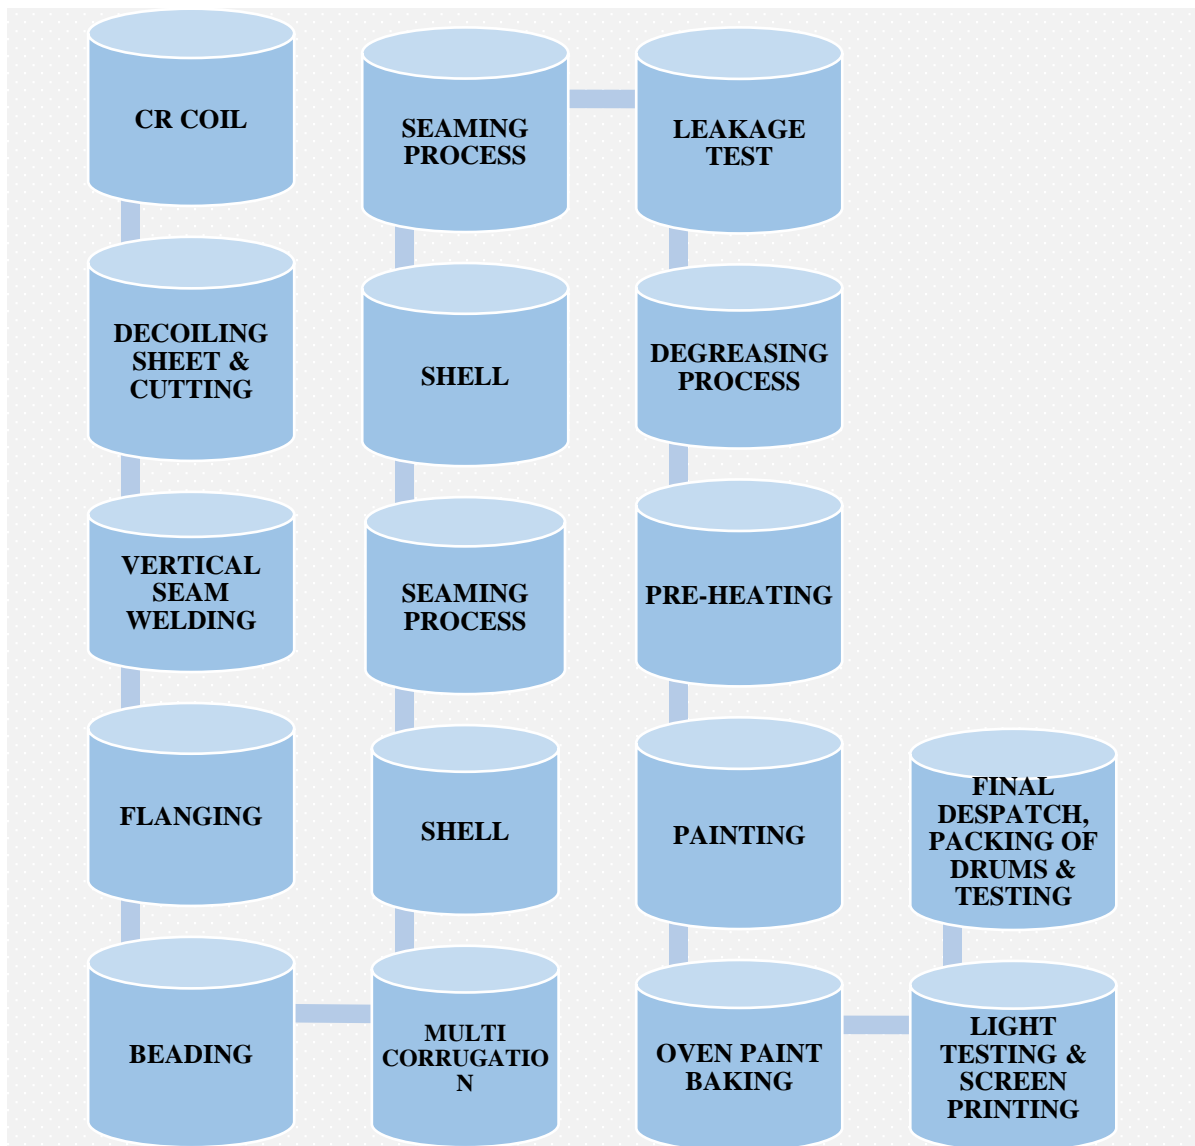 CR COIL
DECOILING
SHEET &
CUTTING
VERTICAL
SEAM
WELDING
FLANGING
BEADING
MULTI
CORRUGATIO
N
SHELL
SEAMING
PROCESS
SHELL
SEAMING
PROCESS
LEAKAGE
TEST
DEGREASING
PROCESS
PRE-HEATING
PAINTING
OVEN PAINT
BAKING
LIGHT
TESTING &
SCREEN
PRINTING
FINAL
DESPATCH,
PACKING OF
DRUMS &
TESTING